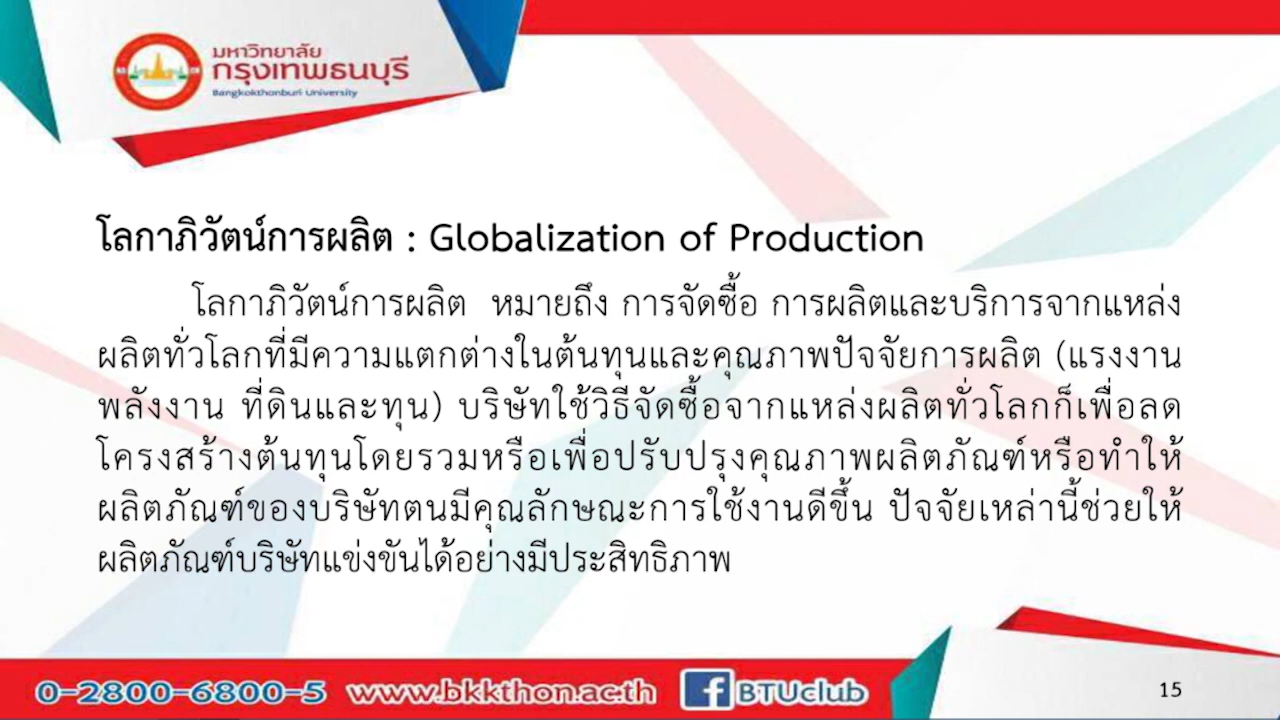 มหาวิทยาลัย
กรุงเทพธนบุรี
Bangkokthonburi University
โลกาภิวัตน์การผลิต : Globalization of Production
โลกาภิวัตน์การผลิต หมายถึง การจัดซื้อ การผลิตและบริการจากแหล่ง
ผลิตทั่วโลกที่มีความแตกต่างในต้นทุนและคุณภาพปัจจัยการผลิต (แรงงาน
พลังงาน ที่ดินและทุน) บริษัทใช้วิธีจัดซื้อจากแหล่งผลิตทั่วโลกก็เพื่อลด
โครงสร้างต้นทุนโดยรวมหรือเพื่อปรับปรุงคุณภาพผลิตภัณฑ์หรือทำให้
ผลิตภัณฑ์ของบริษัทตนมีคุณลักษณะการใช้งานดีขึ้น ปัจจัยเหล่านี้ช่วยให้
ผลิตภัณฑ์บริษัทแข่งขันได้อย่างมีประสิทธิภาพ
0-2800-6800-5 www.bkkthon.ac.th f BTUclub
15